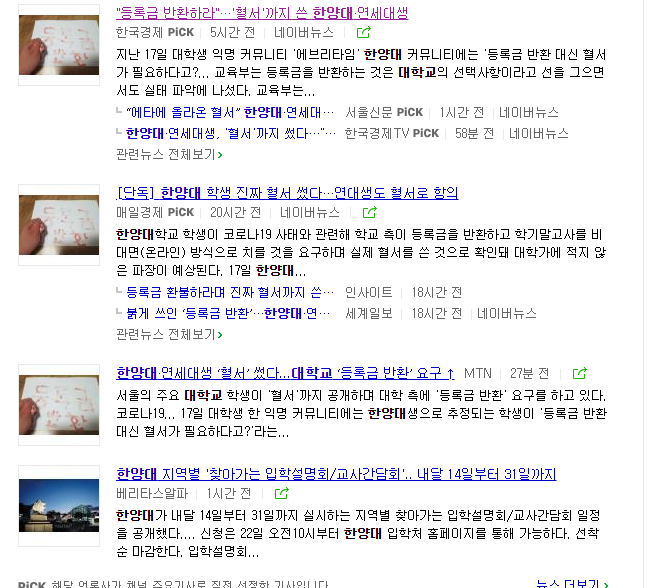 "등록금 반환하라"…'혈서'까지 쓴 한양대·연세대생
한국경제 PiCK 5시간 전 네이버뉴스
지난 17일 대학생 익명 커뮤니티 '에브리타임' 한양대 커뮤니티에는 '등록금 반환 대신 혈서
가 필요하다고?... 교육부는 등록금을 반환하는 것은 대학교의 선택사항이라고 선을 그으면
서도 실태 파악에 나섰다. 교육부는...
"에타에 올라온 혈서" 한양대·연세대… 서울신문 PiCK 1시간 전 네이버뉴스
한양대·연세대생, '혈서'까지 썼다…"… 한국경제TV PiCK 58분 전 네이버뉴스
관련뉴스 전체보기
[단독] 한양대 학생 진짜 혈서 썼다…연대생도 혈서로 항의
매일경제 PiCK 20시간 전 네이버뉴스
한양대학교 학생이 코로나19 사태와 관련해 학교 측이 등록금을 반환하고 학기말고사를 비
대면(온라인) 방식으로 치를 것을 요구하며 실제 혈서를 쓴 것으로 확인돼 대학가에 적지 않
은 파장이 예상된다. 17일 한양대...
등록금 환불하라며 진짜 혈서까지 쓴… 인사이트 18시간 전
붉게 쓰인 '등록금 반환'…한양대·연… 세계일보 18시간 전 네이버뉴스
관련뉴스 전체보기
한양대·연세대생 '혈서' 썼다...대학교 '등록금 반환' 요구 ↑ MTN 27분 전
서울의 주요 대학교 학생이 '혈서'까지 공개하며 대학 측에 '등록금 반환' 요구를 하고 있다.
코로나19... 17일 대학생 한 익명 커뮤니티에는 한양대생으로 추정되는 학생이 '등록금 반환
대신 혈서가 필요하다고?'라는...
한양대 지역별 '찾아가는 입학설명회/교사간담회'.. 내달 14일부터 31일까지
베리타스알파 1시간 전
한양대가 내달 14일부터 31일까지 실시하는 지역별 찾아가는 입학설명회/교사간담회 일정
을 공개했다.... 신청은 22일 오전10시부터 한양대 입학처 홈페이지를 통해 가능하다. 선착
순 마감한다. 입학설명회...
PiCK 해당 언론사가 채널 주요기사로 직접 선정한 기사입니다. 뉴스 더보기